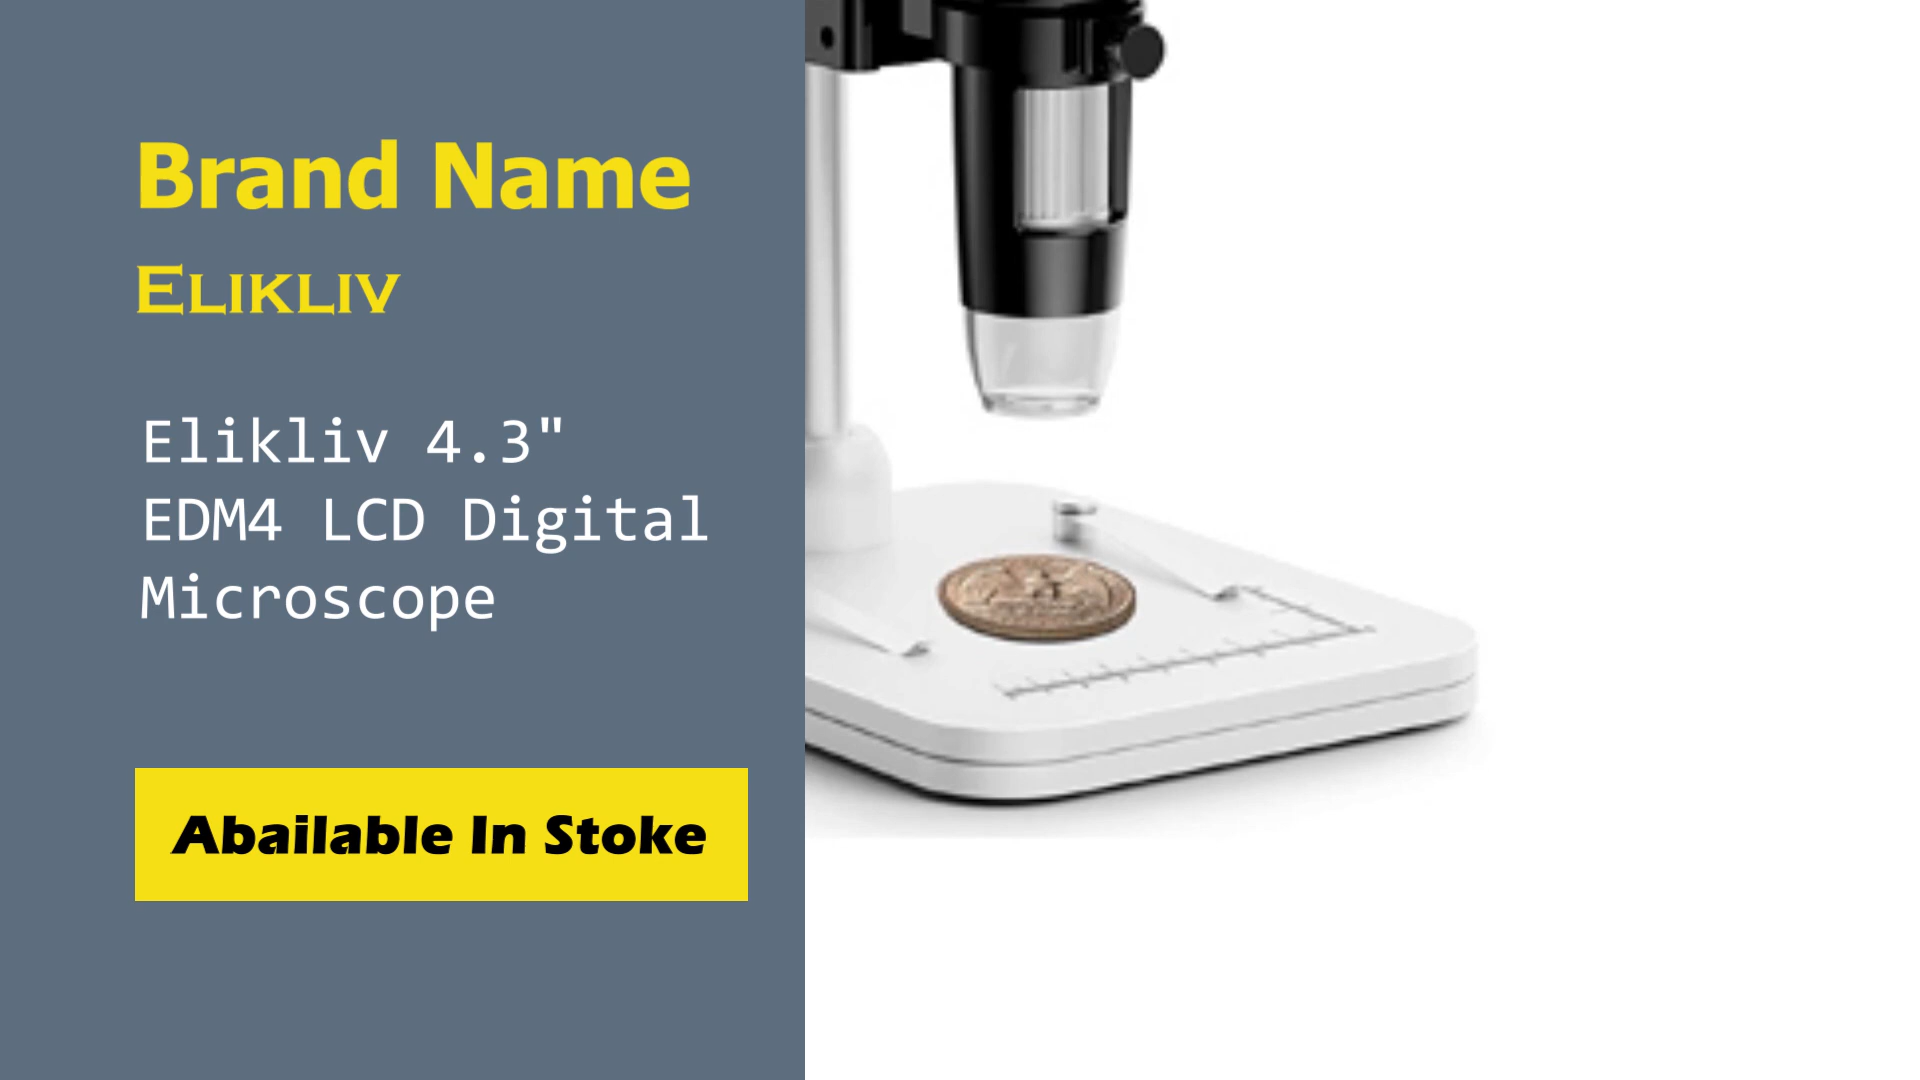 Brand Name
Elikliv
Elikliv 4.3"
EDM4 LCD Digital
Microscope
Abailable In Stoke